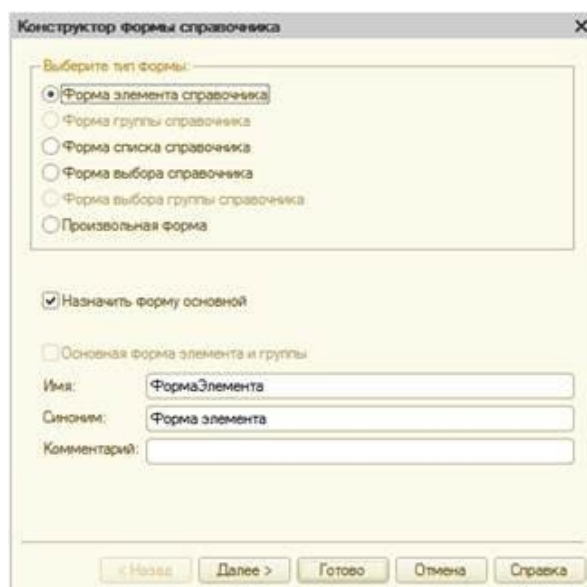 Конструктор формы справочника
Выберите тип формы:
Форма элемента справочника
Форма группы справочника
Форма списка справочника
Форма выбора справочника
Форма выбора группы справочника
Произвольная форма
Назначить форму основной
Основная форма элемента и группы
Имя: ФормаЭлемента
Синоним: Форма элемента
Комментарий:
< Назад Далее > Готово Отмена Справка